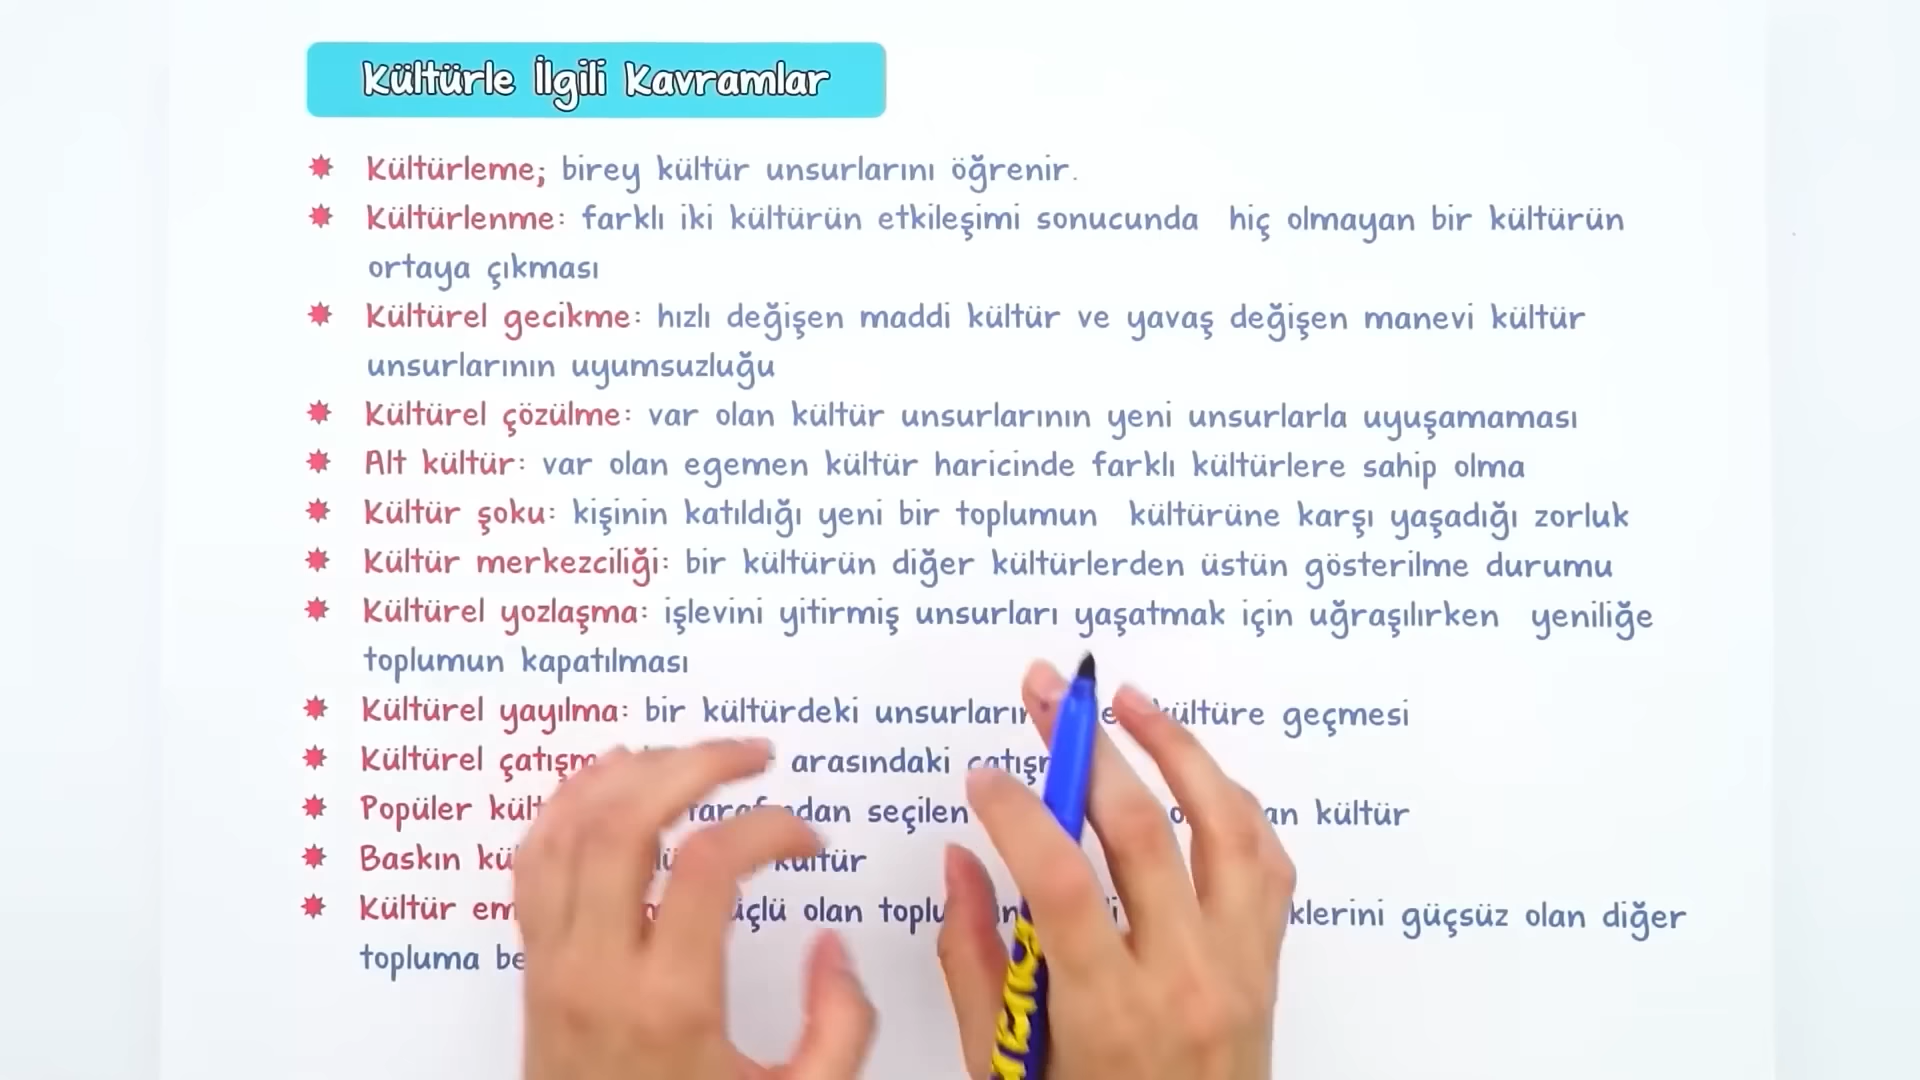 Kültürle İlgili Kavramlar
Kültürleme; birey kültür unsurlarını öğrenir.
Kültürlenme: farklı iki kültürün etkileşimi sonucunda hiç olmayan bir kültürün
ortaya çıkması
Kültürel gecikme: hızlı değişen maddi kültür ve yavaş değişen manevi kültür
unsurlarının uyumsuzluğu
Kültürel çözülme: var olan kültür unsurlarının yeni unsurlarla uyuşamaması
Alt kültür: var olan egemen kültür haricinde farklı kültürlere sahip olma
Kültür şoku: kişinin katıldığı yeni bir toplumun kültürüne karşı yaşadığı zorluk
Kültür merkezciliği: bir kültürün diğer kültürlerden üstün gösterilme durumu
Kültürel yozlaşma: işlevini yitirmiş unsurları yaşatmak için uğraşılırken yeniliğe
toplumun kapatılması
Kültürel yayılma: bir kültürdeki unsurların kültüre geçmesi
Kültürel arasındaki
Popüler seçilen kültür
Baskın kültür
Kültür olan klerini güçsüz olan diğer
topluma